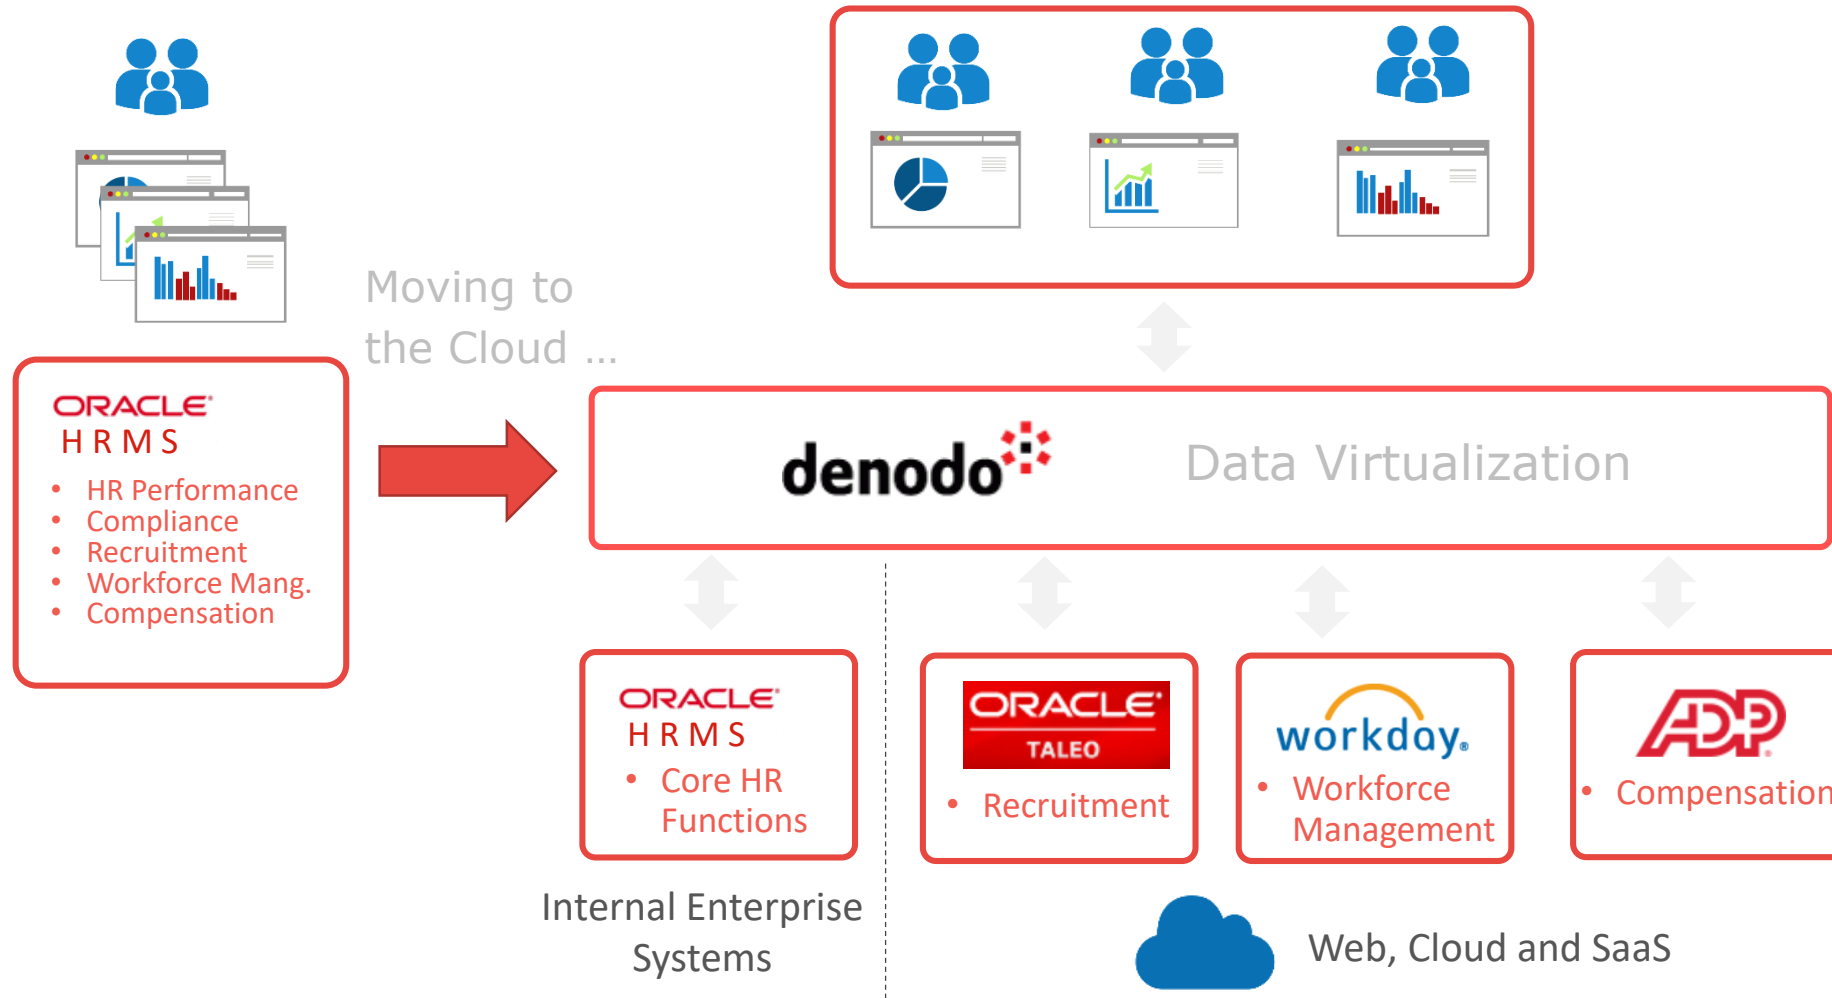 Moving to
the Cloud ...
ORACLE®
HRMS
• HR Performance
• Compliance
• Recruitment
• Workforce Mang.
• Compensation
denodo
Data Virtualization
ORACLE®
HRMS
• Core HR
Functions
ORACLE®
TALEO
• Recruitment
workday®
• Workforce
Management
ADP®
• Compensation
Internal Enterprise
Systems
Web, Cloud and SaaS